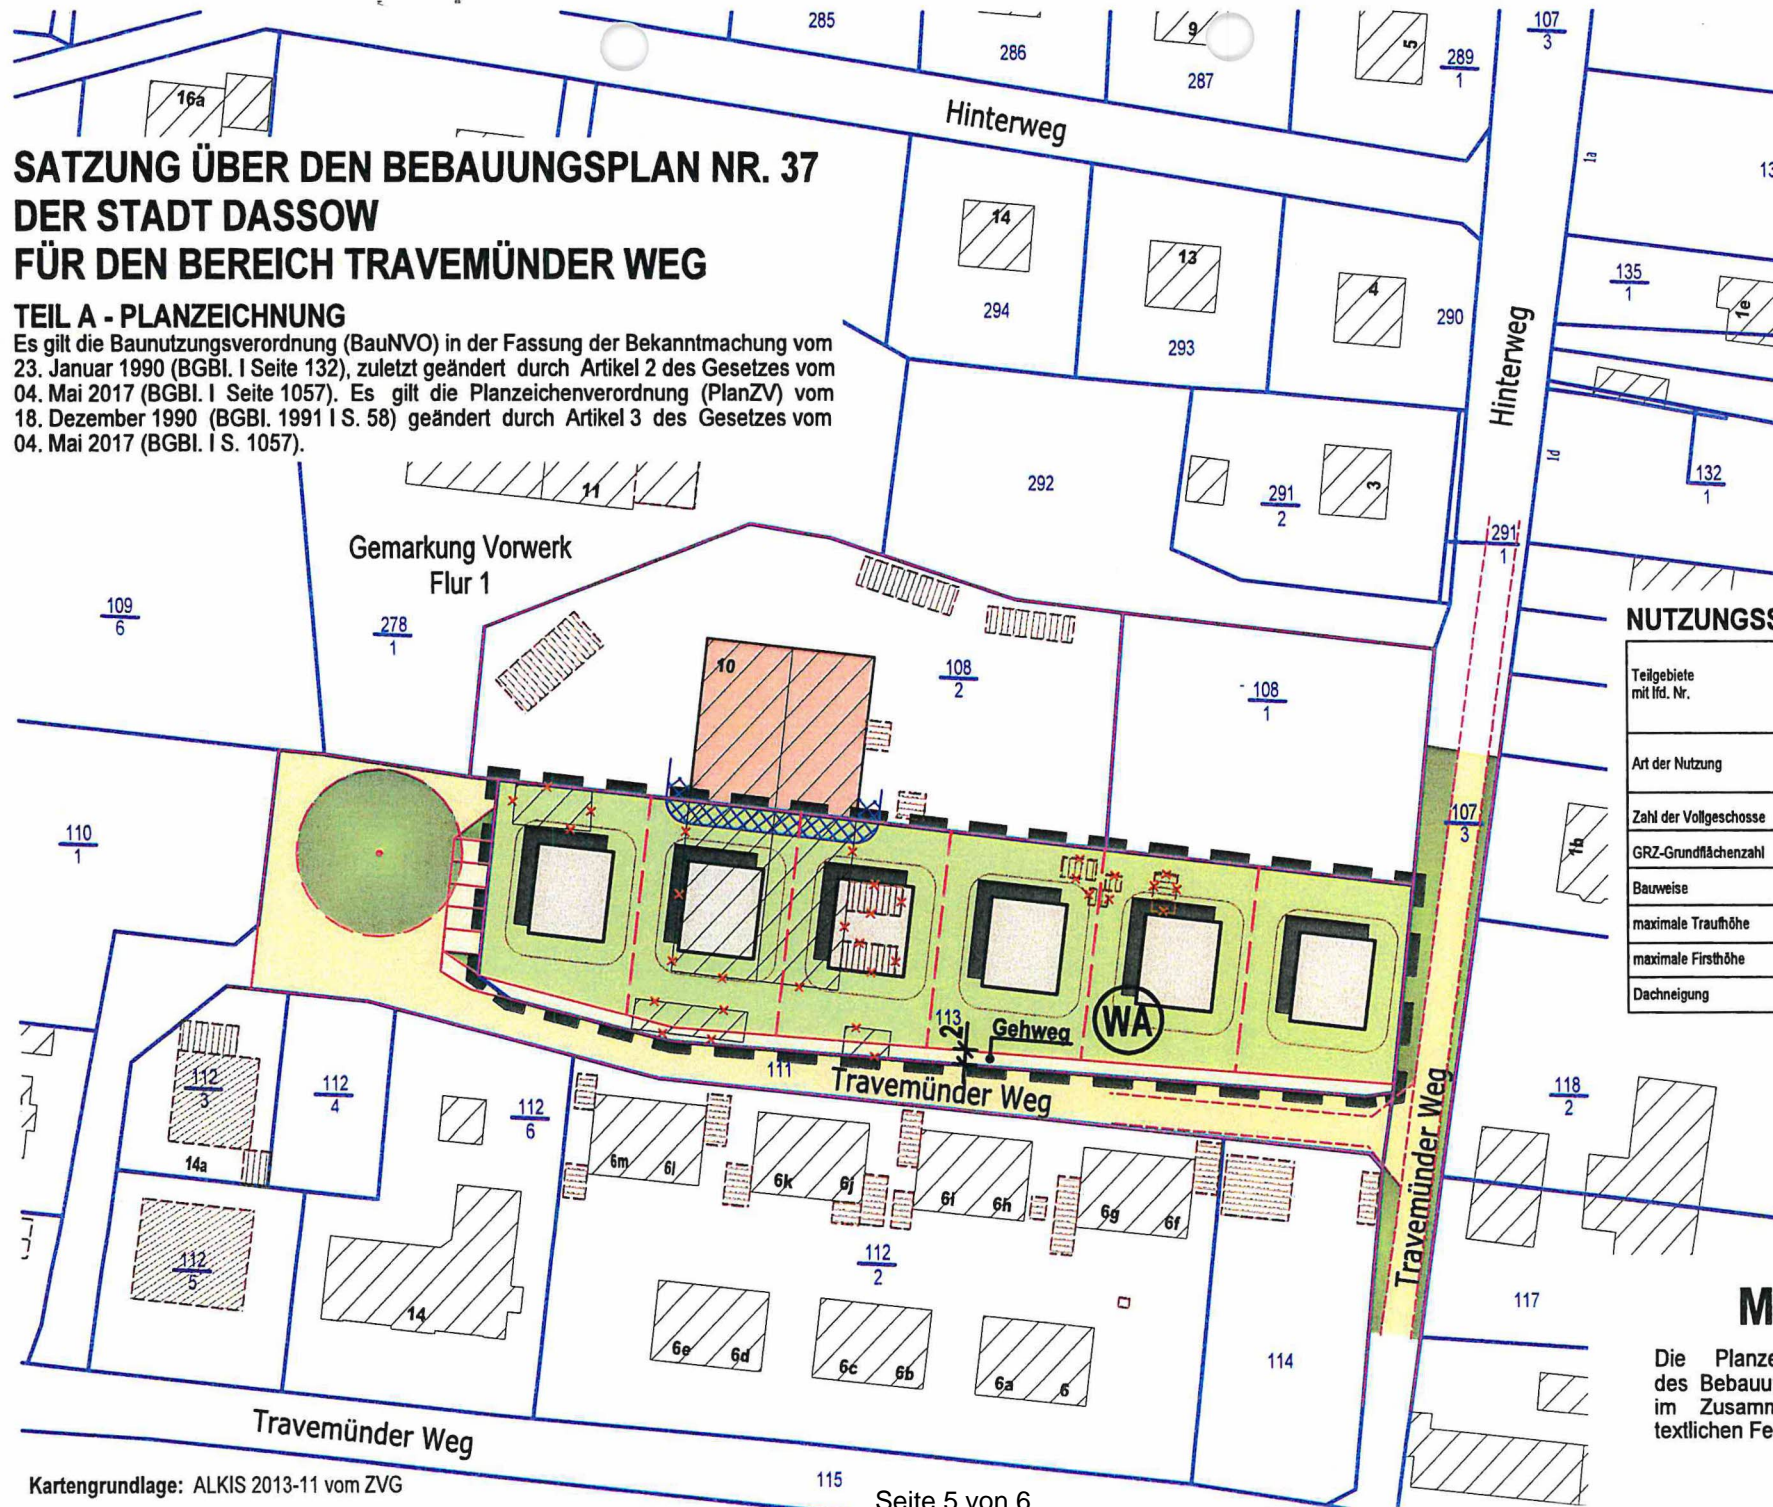 285
286
287
9
5
289
1
107
3
16a
Hinterweg
1a
SATZUNG ÜBER DEN BEBAUUNGSPLAN NR. 37
DER STADT DASSOW
FÜR DEN BEREICH TRAVEMÜNDER WEG
14
13
4
294
293
290
135
1
1e
Hinterweg
TEIL A - PLANZEICHNUNG
Es gilt die Baunutzungsverordnung (BauNVO) in der Fassung der Bekanntmachung vom
23. Januar 1990 (BGBl. I Seite 132), zuletzt geändert durch Artikel 2 des Gesetzes vom
04. Mai 2017 (BGBl. I Seite 1057). Es gilt die Planzeichenverordnung (PlanZV) vom
18. Dezember 1990 (BGBl. 1991 I S. 58) geändert durch Artikel 3 des Gesetzes vom
04. Mai 2017 (BGBl. I S. 1057).
11
292
291
2
3
1d
132
1
291
1
Gemarkung Vorwerk
Flur 1
109
6
278
1
10
108
2
108
1
NUTZUNGSS
Teilgebiete
mit lfd. Nr.
Art der Nutzung
Zahl der Vollgeschosse
GRZ-Grundflächenzahl
Bauweise
maximale Traufhöhe
maximale Firsthöhe
Dachneigung
110
1
107
3
1b
113
2
Gehweg
WA
111
Travemünder Weg
Travemünder Weg
118
2
112
3
112
4
112
6
14a
6m
6l
6k
6j
6i
6h
6g
6f
112
5
14
112
2
6e
6d
6c
6b
6a
6
114
117
M
Die Planze
des Bebauu
im Zusamm
textlichen Fe
Travemünder Weg
115
Kartengrundlage: ALKIS 2013-11 vom ZVG
Seite 5 von 6